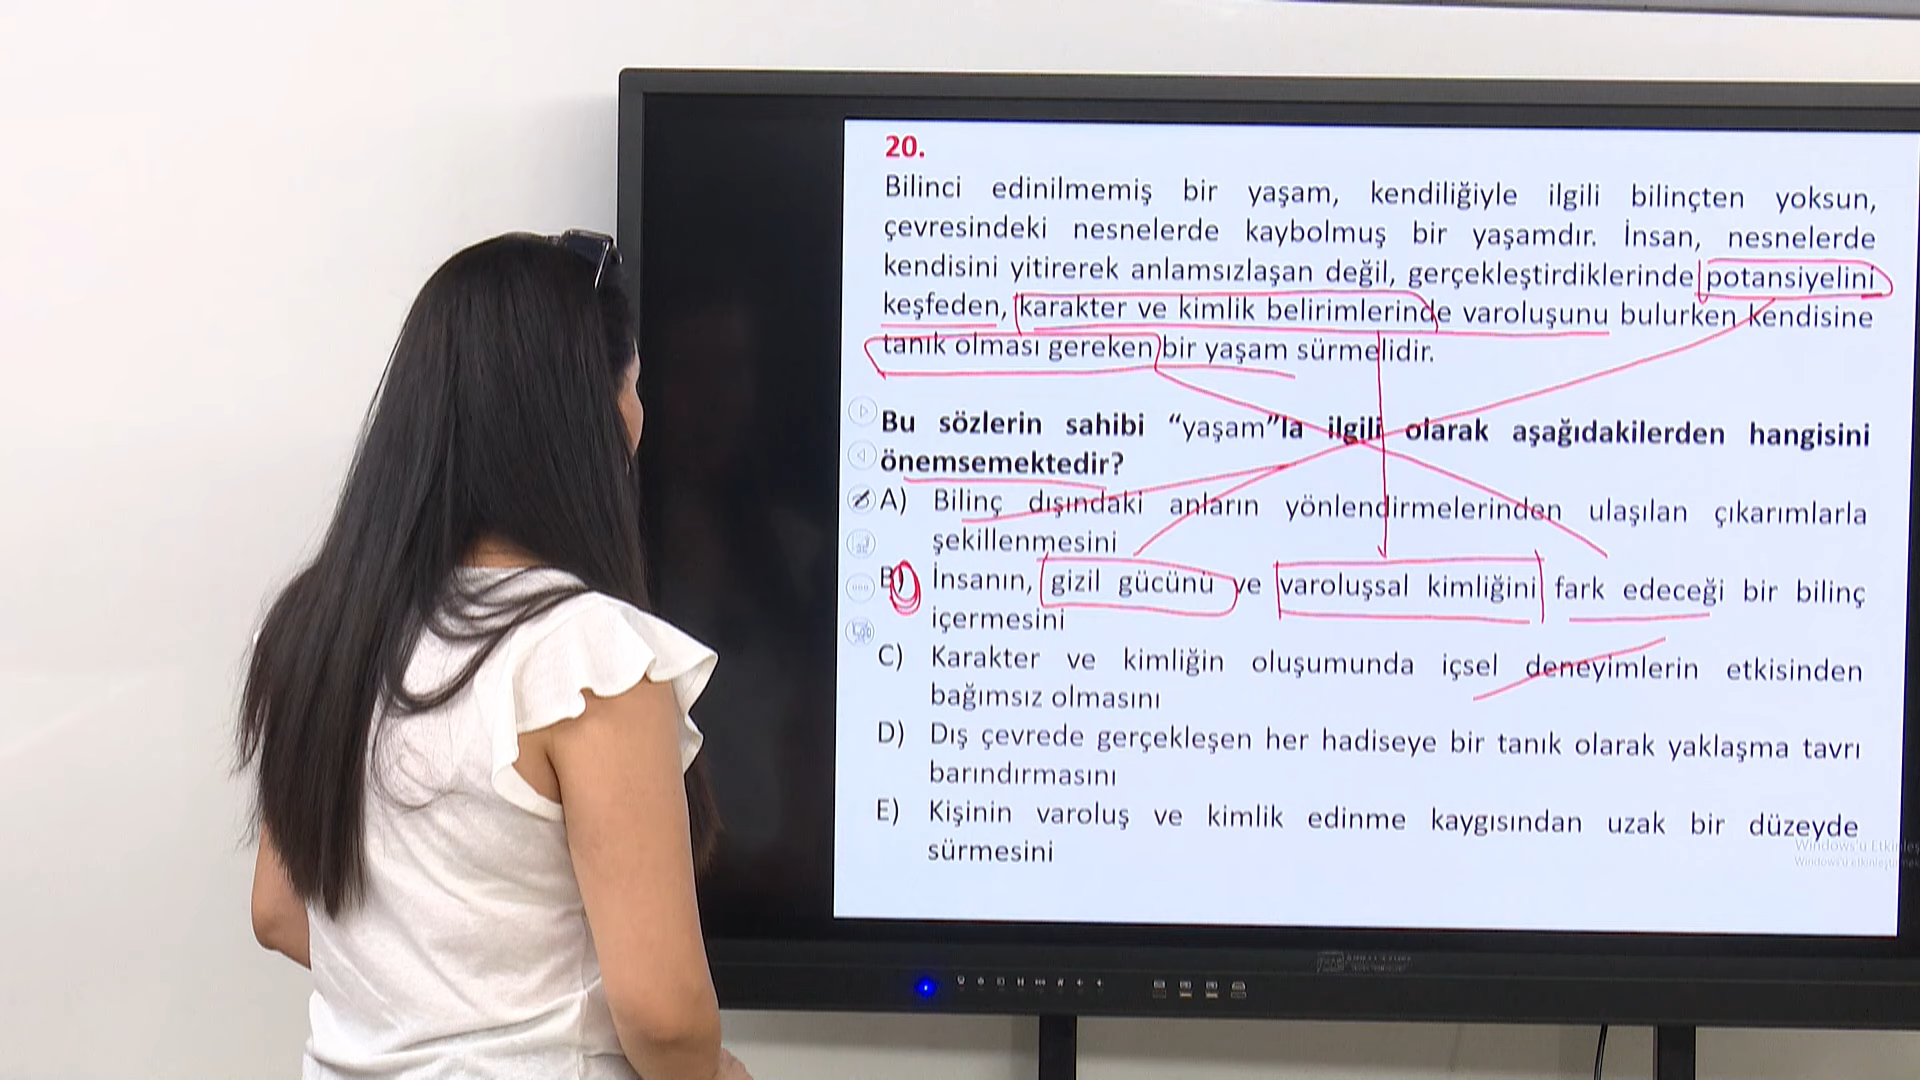 20.
Bilinci edinilmemiş bir yaşam, kendiliğiyle ilgili bilinçten yoksun,
çevresindeki nesnelerde kaybolmuş bir yaşamdır. İnsan, nesnelerde
kendisini yitirerek anlamsızlaşan değil, gerçekleştirdiklerinde potansiyelini
keşfeden, karakter ve kimlik belirimlerinde varoluşunu bulurken kendisine
tanık olması gereken bir yaşam sürmelidir.
Bu sözlerin sahibi “yaşam”la ilgili olarak aşağıdakilerden hangisini
önemsemektedir?
A) Bilinç dışındaki anların yönlendirmelerinden ulaşılan çıkarımlarla
şekillenmesini
B) İnsanın, gizil gücünü ve varoluşsal kimliğini fark edeceği bir bilinç
içermesini
C) Karakter ve kimliğin oluşumunda içsel deneyimlerin etkisinden
bağımsız olmasını
D) Dış çevrede gerçekleşen her hadiseye bir tanık olarak yaklaşma tavrı
barındırmasını
E) Kişinin varoluş ve kimlik edinme kaygısından uzak bir düzeyde
sürmesini
Windows'u Etkinleş